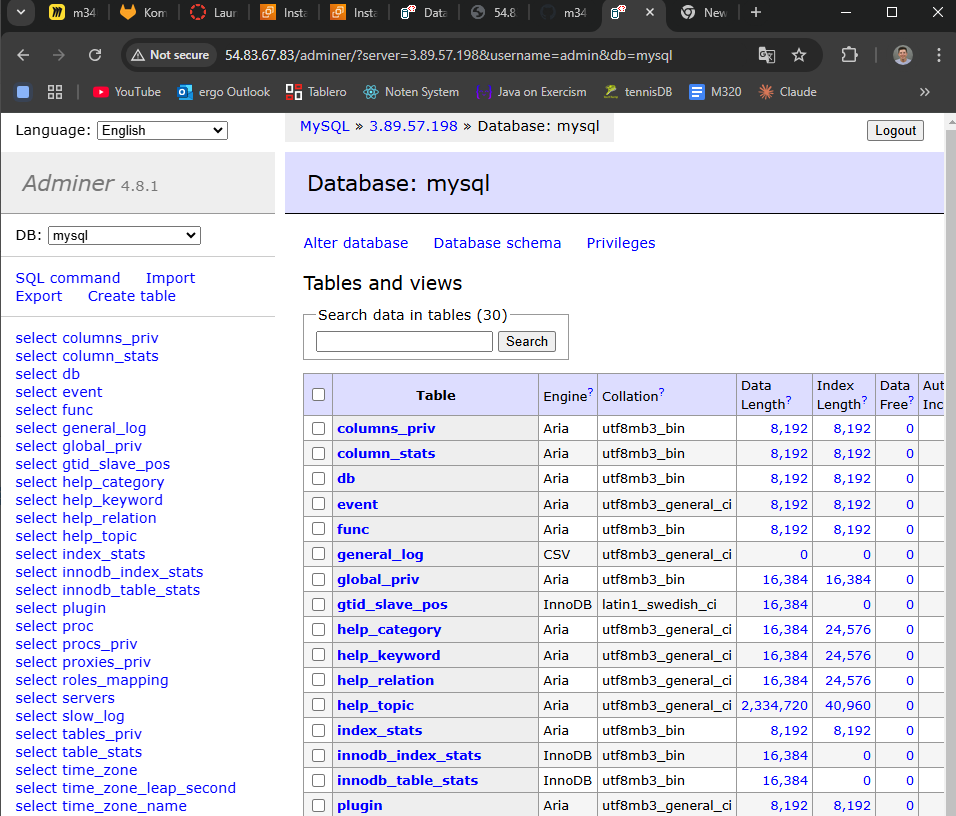 m34
Kom
Laun
Insta
Insta
Data
54.8
m34
New
Not secure 54.83.67.83/adminer/?server=3.89.57.198&username=admin&db=mysql
YouTube ergo Outlook Tablero Noten System Java on Exercism tennisDB M320 Claude »
Language: English
MySQL » 3.89.57.198 » Database: mysql
Logout
Adminer 4.8.1
Database: mysql
DB: mysql
Alter database Database schema Privileges
SQL command Import
Export Create table
Tables and views
Search data in tables (30)
Search
select columns_priv
select column_stats
select db
select event
select func
select general_log
select global_priv
select gtid_slave_pos
select help_category
select help_keyword
select help_relation
select help_topic
select index_stats
select innodb_index_stats
select innodb_table_stats
select plugin
select proc
select procs_priv
select proxies_priv
select roles_mapping
select servers
select slow_log
select tables_priv
select table_stats
select time_zone
select time_zone_leap_second
select time_zone_name
Table Engine? Collation? Data Length? Index Length? Data Free? Aut Inc
columns_priv Aria utf8mb3_bin 8,192 8,192 0
column_stats Aria utf8mb3_bin 8,192 8,192 0
db Aria utf8mb3_bin 8,192 8,192 0
event Aria utf8mb3_general_ci 8,192 8,192 0
func Aria utf8mb3_bin 8,192 8,192 0
general_log CSV utf8mb3_general_ci 0 0 0
global_priv Aria utf8mb3_bin 16,384 16,384 0
gtid_slave_pos InnoDB latin1_swedish_ci 16,384 0 0
help_category Aria utf8mb3_general_ci 16,384 24,576 0
help_keyword Aria utf8mb3_general_ci 16,384 24,576 0
help_relation Aria utf8mb3_general_ci 16,384 24,576 0
help_topic Aria utf8mb3_general_ci 2,334,720 40,960 0
index_stats Aria utf8mb3_bin 8,192 8,192 0
innodb_index_stats InnoDB utf8mb3_bin 16,384 0 0
innodb_table_stats InnoDB utf8mb3_bin 16,384 0 0
plugin Aria utf8mb3_general_ci 8,192 8,192 0